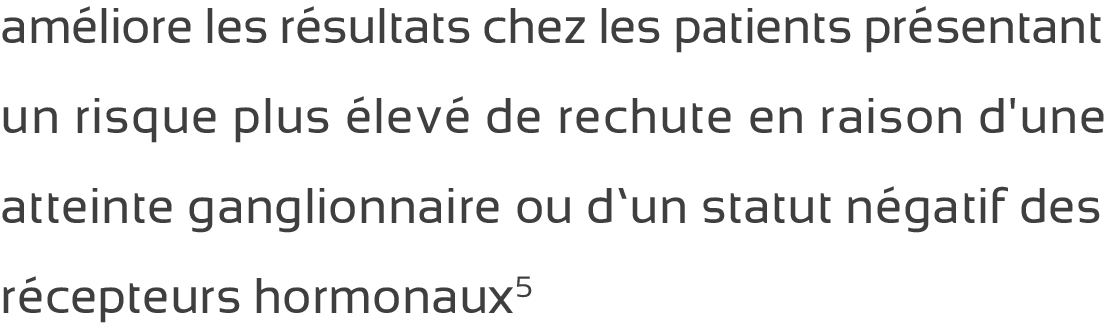 améliore les résultats chez les patients présentant
un risque plus élevé de rechute en raison d'une
atteinte ganglionnaire ou d‛un statut négatif des
récepteurs hormonaux⁵